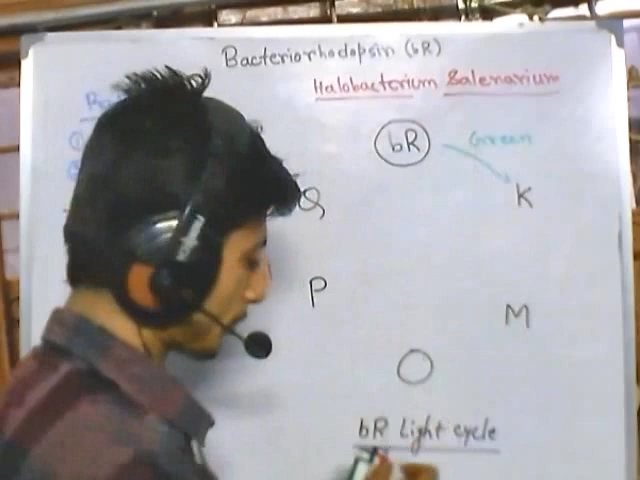 Bacteriorhodopsin (bR)
Halobacterium Salenarium
bR
Green
K
Q
P
M
O
bR Light cycle